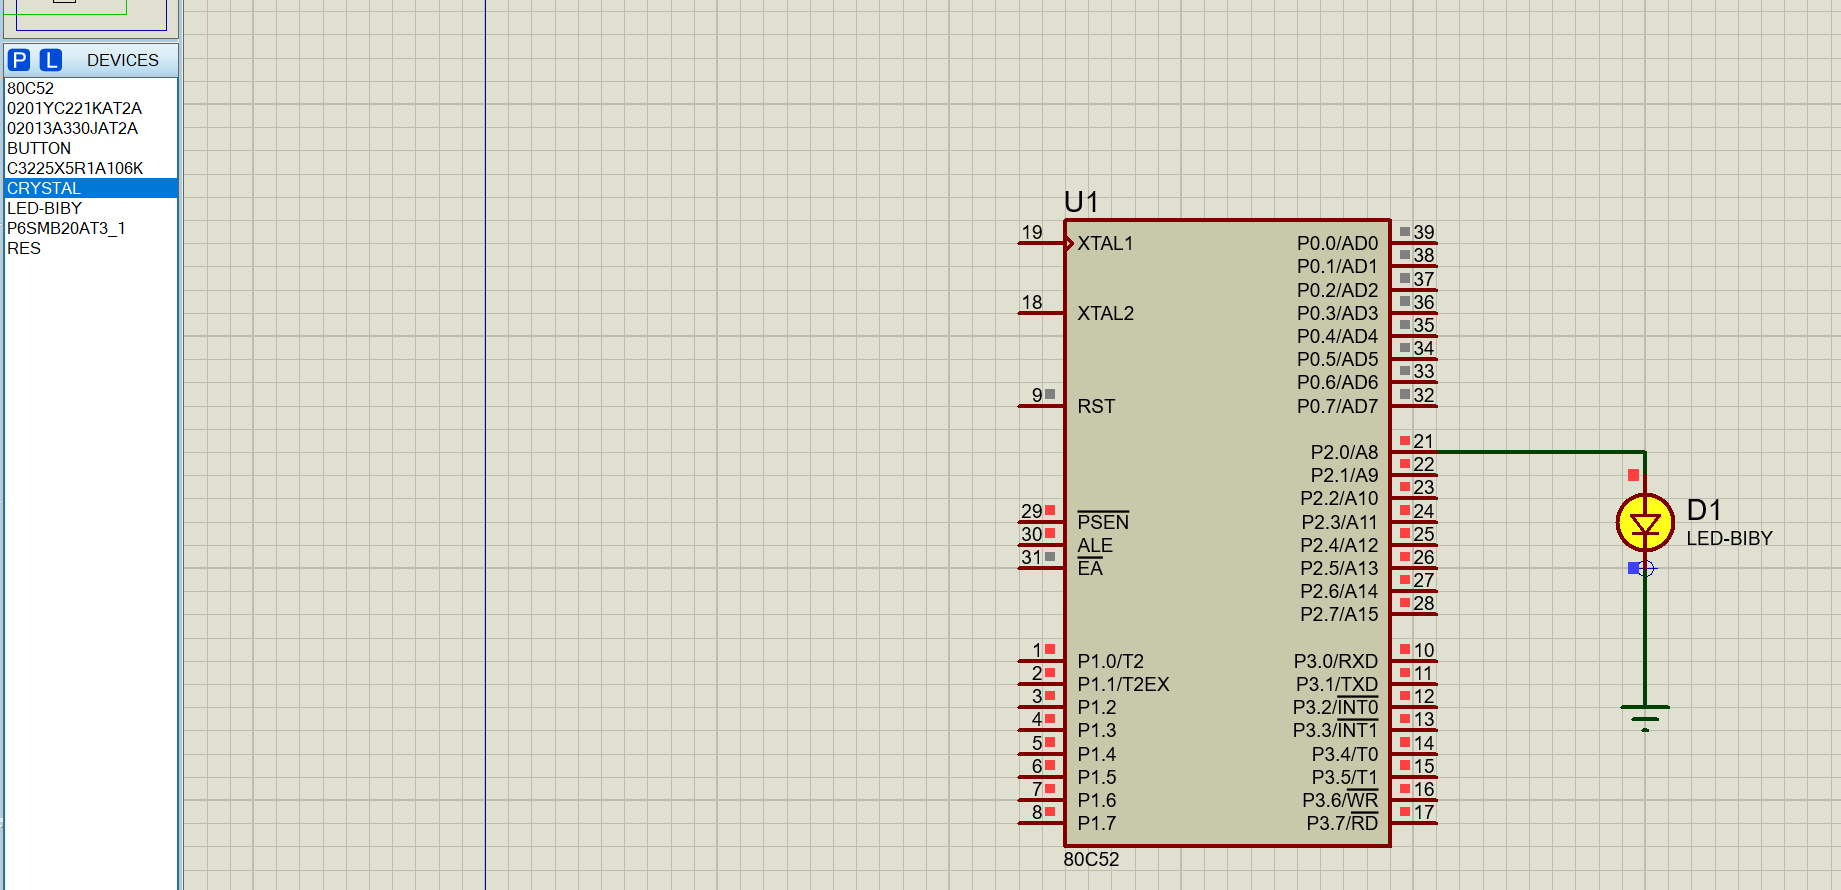 P L DEVICES
80C52
0201YC221KAT2A
02013A330JAT2A
BUTTON
C3225X5R1A106K
CRYSTAL
LED-BIBY
P6SMB20AT3_1
RES
U1
19 XTAL1
18 XTAL2
9 RST
29 PSEN
30 ALE
31 EA
1 P1.0/T2
2 P1.1/T2EX
3 P1.2
4 P1.3
5 P1.4
6 P1.5
7 P1.6
8 P1.7
P0.0/AD0 39
P0.1/AD1 38
P0.2/AD2 37
P0.3/AD3 36
P0.4/AD4 35
P0.5/AD5 34
P0.6/AD6 33
P0.7/AD7 32
P2.0/A8 21
P2.1/A9 22
P2.2/A10 23
P2.3/A11 24
P2.4/A12 25
P2.5/A13 26
P2.6/A14 27
P2.7/A15 28
P3.0/RXD 10
P3.1/TXD 11
P3.2/INT0 12
P3.3/INT1 13
P3.4/T0 14
P3.5/T1 15
P3.6/WR 16
P3.7/RD 17
80C52
D1
LED-BIBY